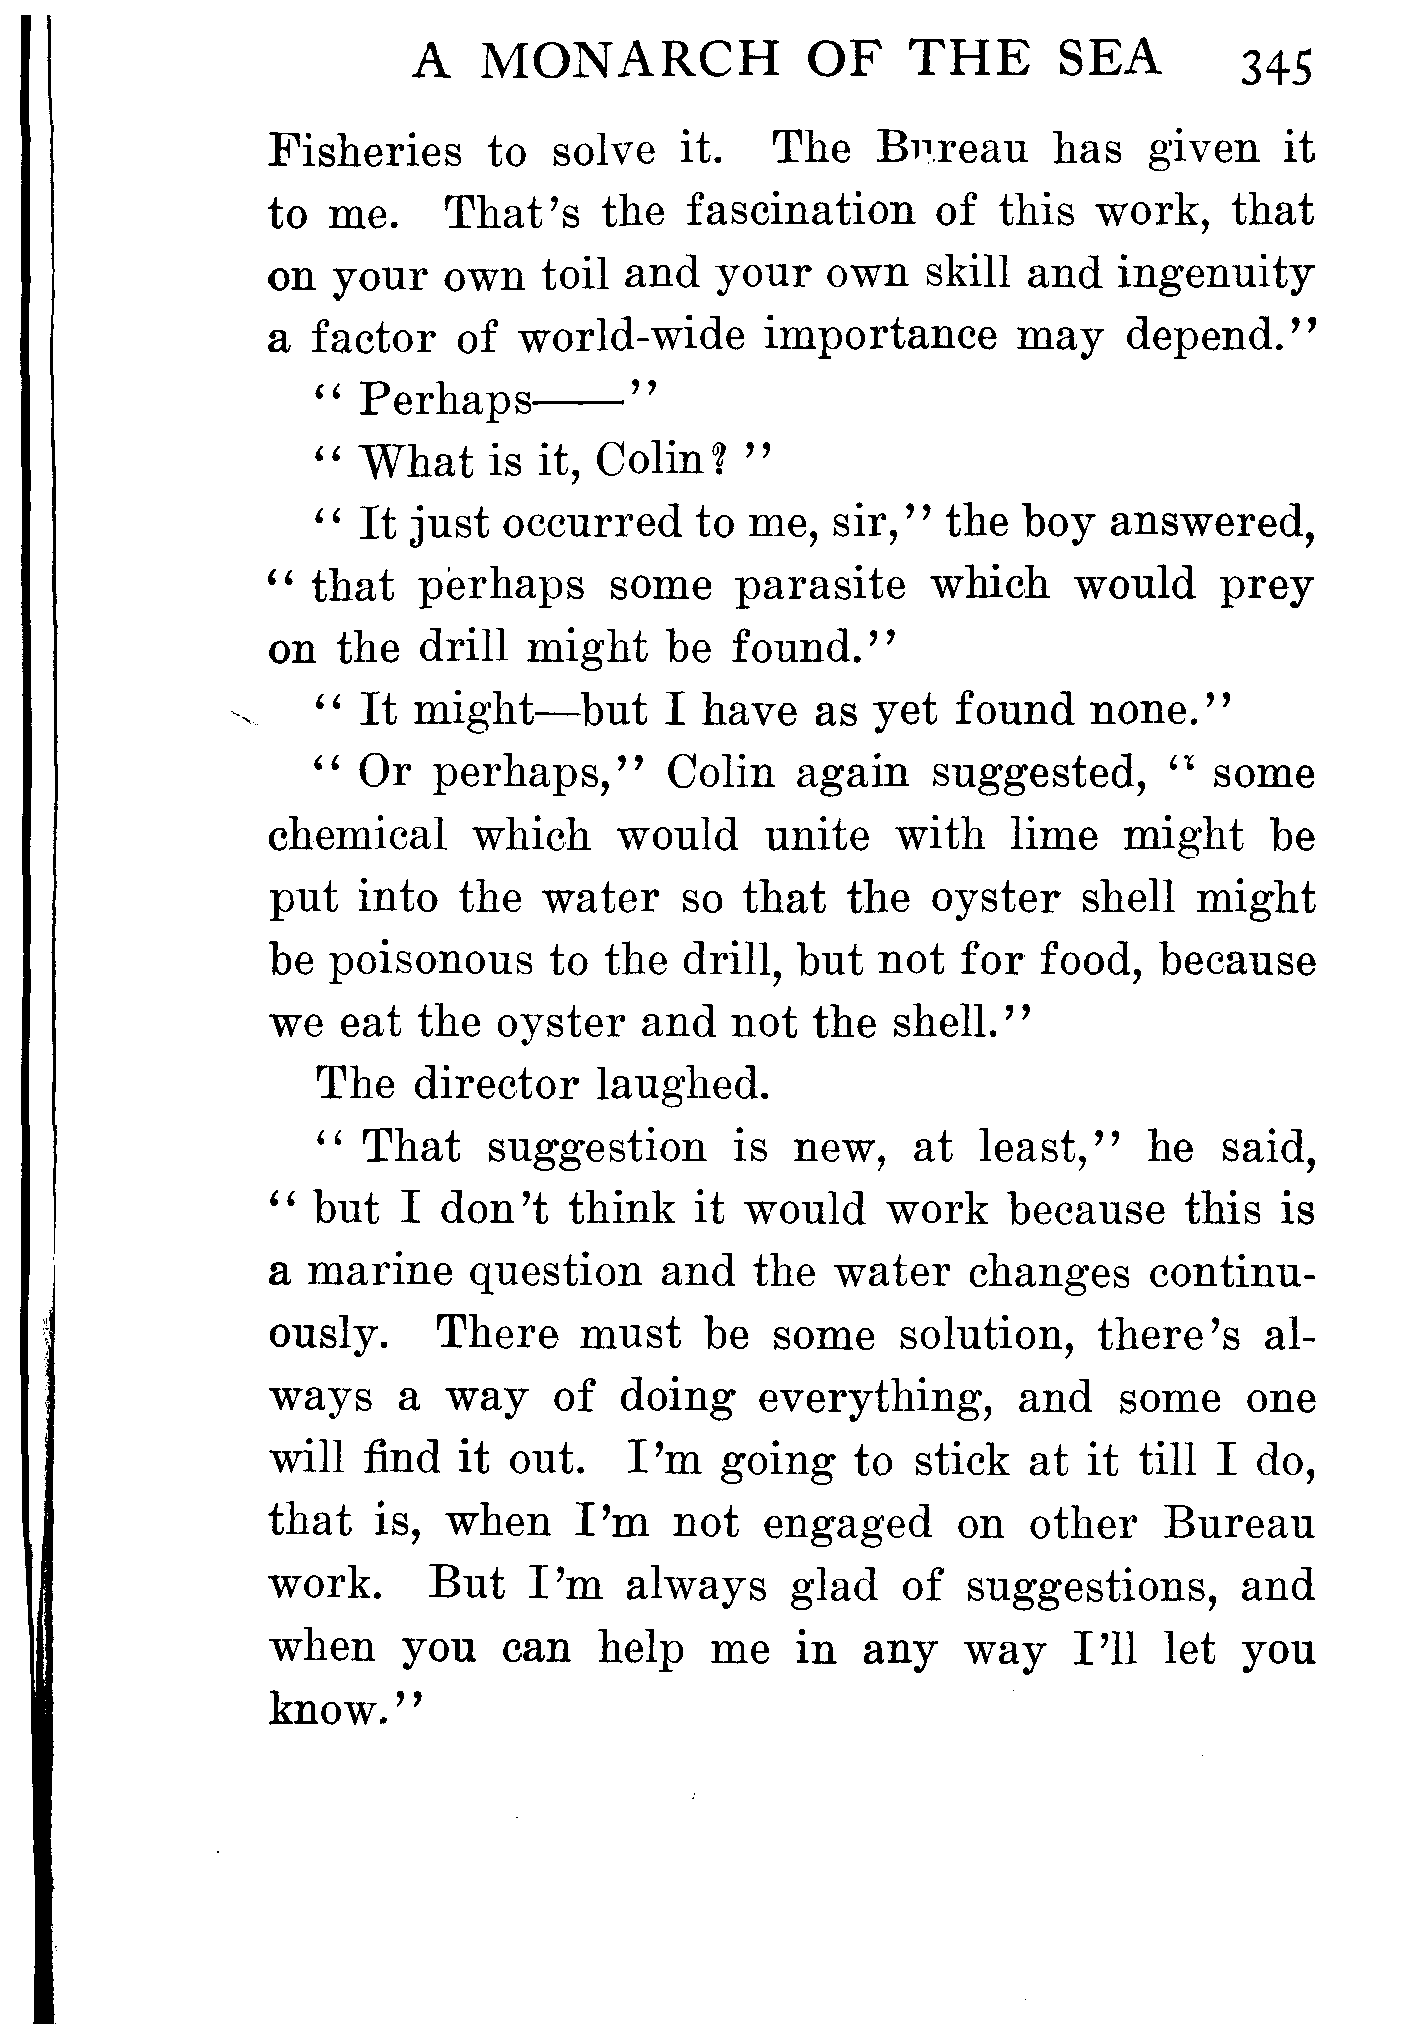 A MONARCH OF THE SEA 345
Fisheries to solve it. The Bureau has given it
to me. That's the fascination of this work, that
on your own toil and your own skill and ingenuity
a factor of world-wide importance may depend."
" Perhaps——"
" What is it, Colin? "
" It just occurred to me, sir," the boy answered,
" that perhaps some parasite which would prey
on the drill might be found."
" It might—but I have as yet found none."
" Or perhaps," Colin again suggested, " some
chemical which would unite with lime might be
put into the water so that the oyster shell might
be poisonous to the drill, but not for food, because
we eat the oyster and not the shell."
The director laughed.
" That suggestion is new, at least," he said,
" but I don't think it would work because this is
a marine question and the water changes continu-
ously. There must be some solution, there's al-
ways a way of doing everything, and some one
will find it out. I'm going to stick at it till I do,
that is, when I'm not engaged on other Bureau
work. But I'm always glad of suggestions, and
when you can help me in any way I'll let you
know."